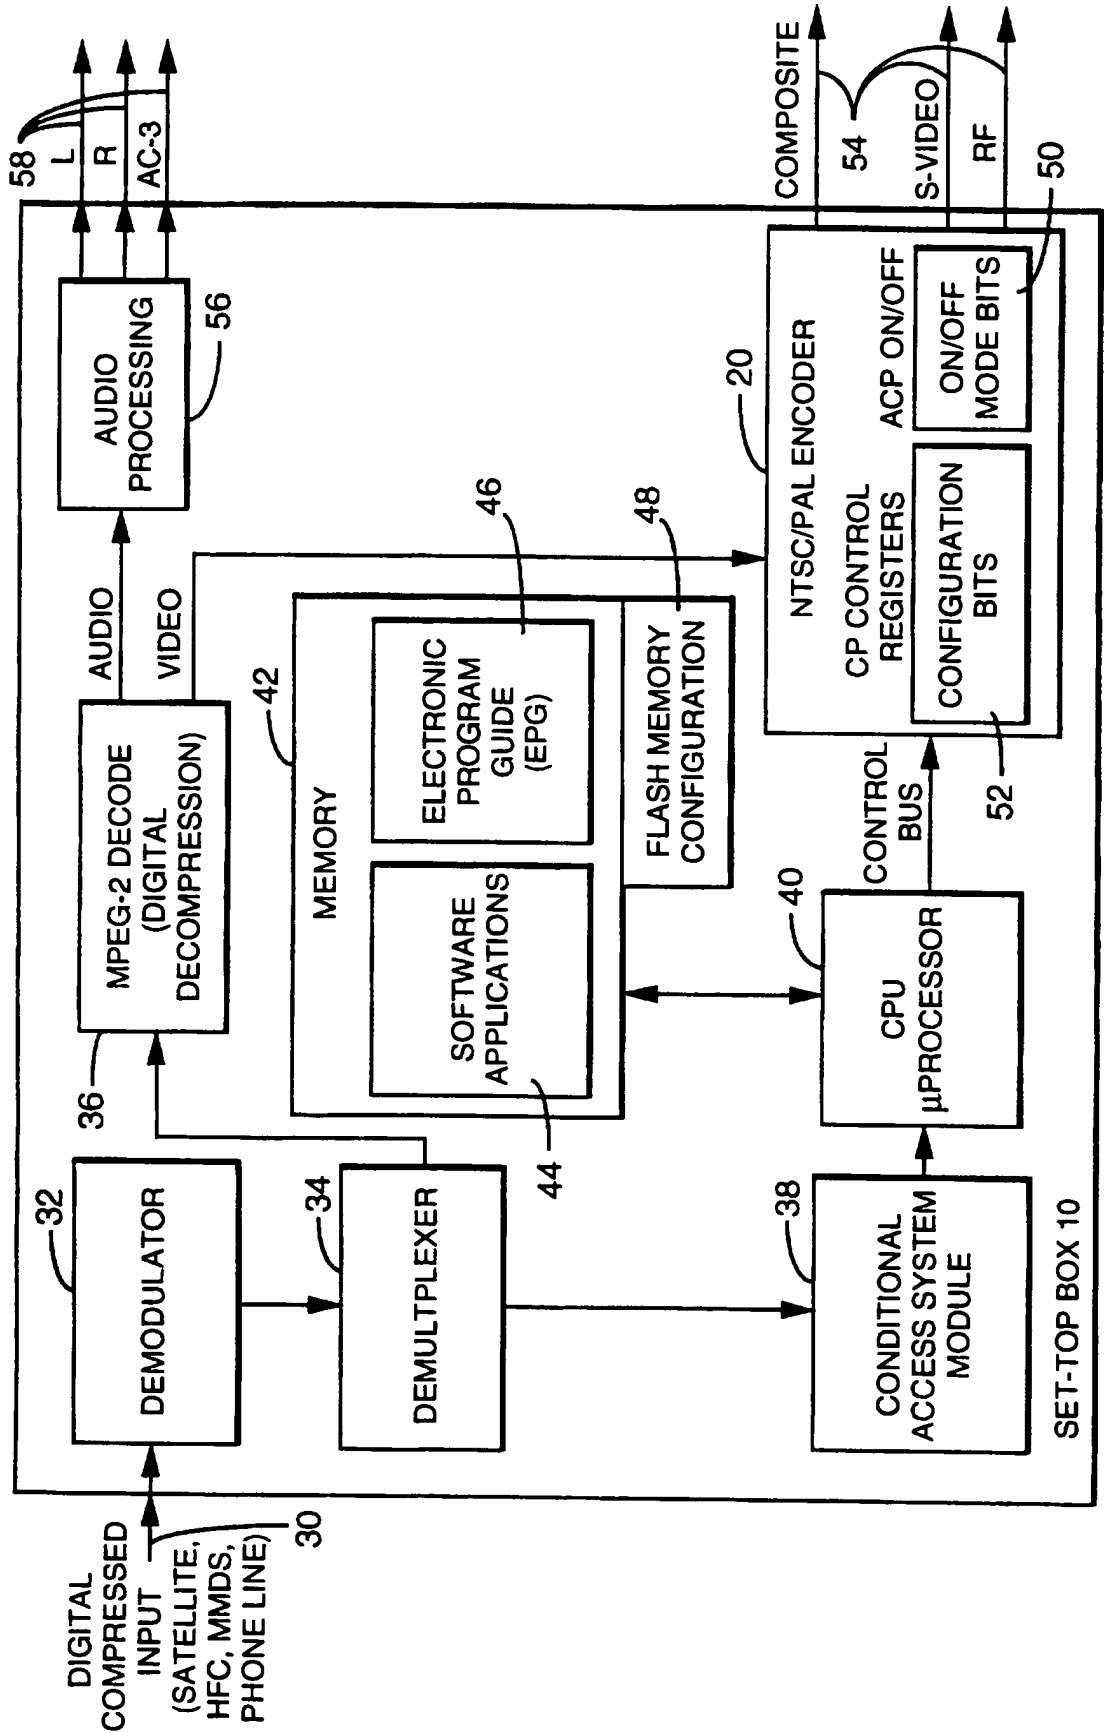 DIGITAL
COMPRESSED
INPUT
(SATELLITE,
HFC, MMDS,
PHONE LINE)
30
32
DEMODULATOR
34
DEMULTPLEXER
38
CONDITIONAL
ACCESS SYSTEM
MODULE
SET-TOP BOX 10
36
MPEG-2 DECODE
(DIGITAL
DECOMPRESSION)
AUDIO
VIDEO
42
MEMORY
SOFTWARE
APPLICATIONS
44
ELECTRONIC
PROGRAM
GUIDE
(EPG)
46
FLASH MEMORY
CONFIGURATION
48
40
CPU
µPROCESSOR
CONTROL
BUS
AUDIO
PROCESSING
56
58
L
R
AC-3
20
NTSC/PAL ENCODER
CP CONTROL
REGISTERS
ACP ON/OFF
CONFIGURATION
BITS
52
ON/OFF
MODE BITS
50
COMPOSITE
54
S-VIDEO
RF